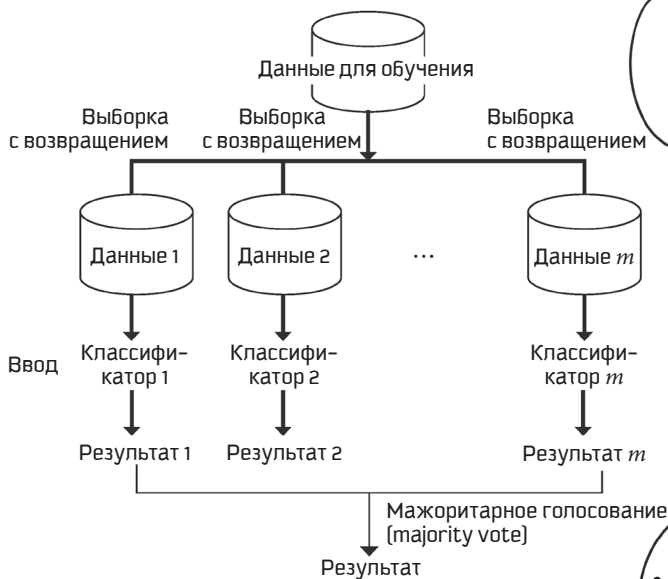 Данные для обучения
Выборка
с возвращением
Выборка
с возвращением
Выборка
с возвращением
Данные 1
Данные 2
...
Данные m
Ввод
Классифи-
катор 1
Классифи-
катор 2
Классифи-
катор m
Результат 1
Результат 2
Результат m
Мажоритарное голосование
(majority vote)
Результат